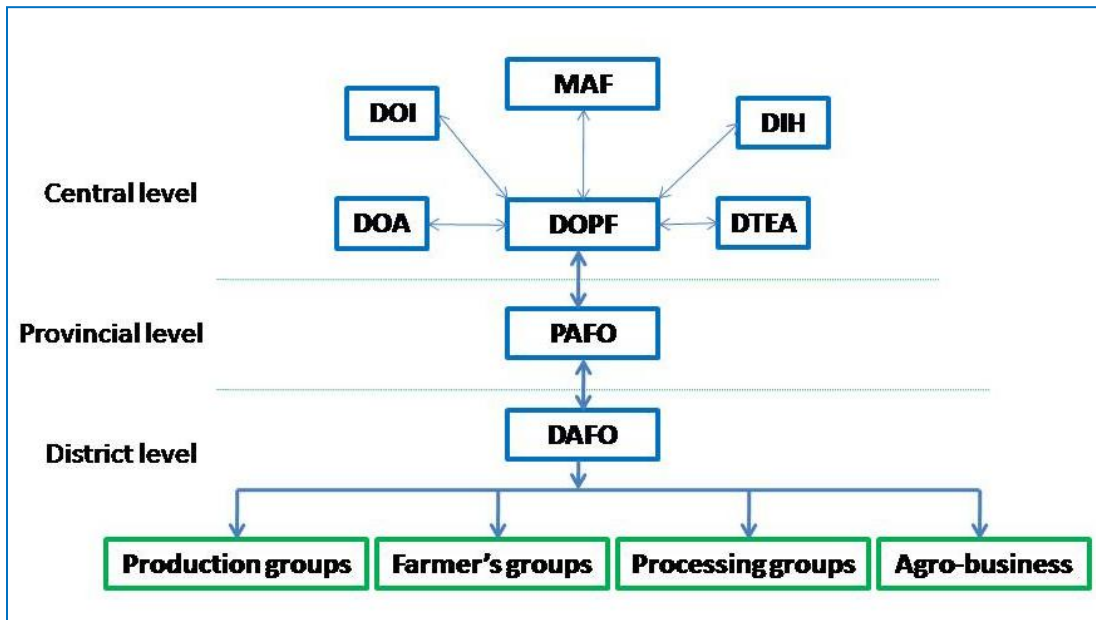 MAF
DOI
DIH
Central level
DOA
DOPF
DTEA
Provincial level
PAFO
DAFO
District level
Production groups
Farmer's groups
Processing groups
Agro-business